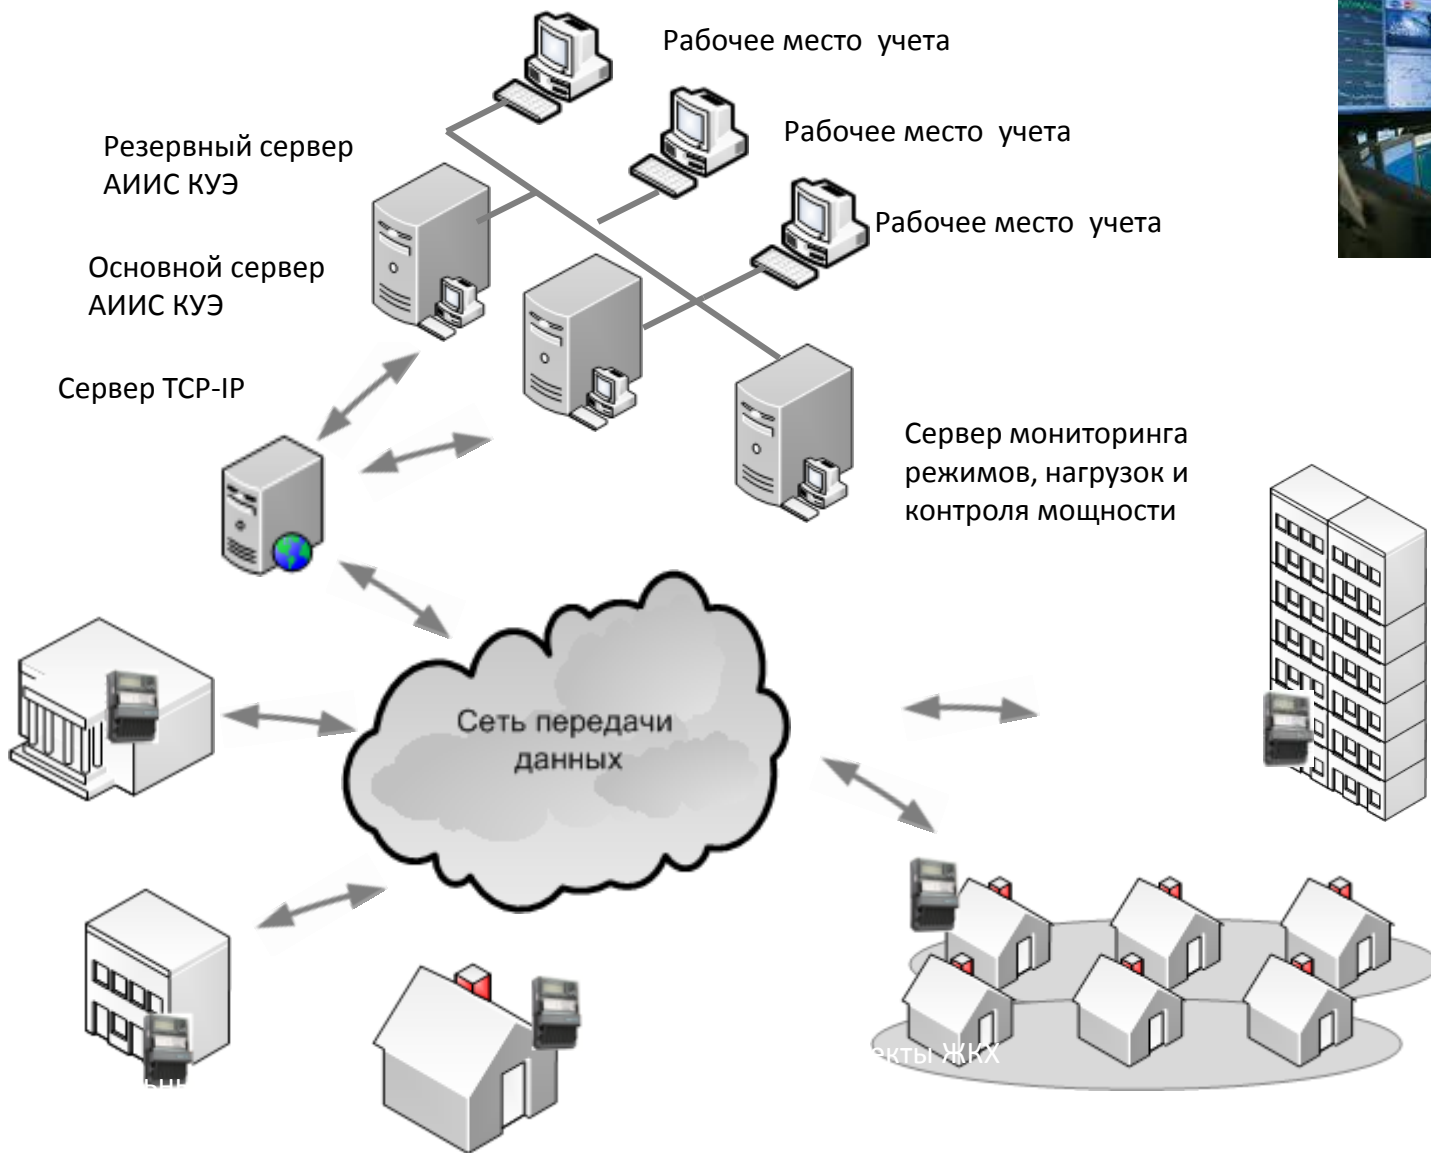 Рабочее место учета
Рабочее место учета
Резервный сервер
АИИС КУЭ
Рабочее место учета
Основной сервер
АИИС КУЭ
Сервер TCP-IP
Сервер мониторинга
режимов, нагрузок и
контроля мощности
Сеть передачи
данных
ЖКХ